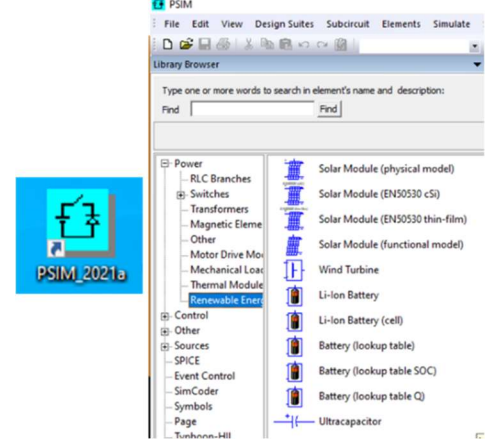 PSIM_2021a
PSIM
File Edit View Design Suites Subcircuit Elements Simulate
Library Browser
Type one or more words to search in element's name and description:
Find Find
Power
RLC Branches
Switches
Transformers
Magnetic Eleme
Other
Motor Drive Mo
Mechanical Loa
Thermal Module
Renewable Ener
Control
Other
Sources
SPICE
Event Control
SimCoder
Symbols
Page
Typhoon-HIL
Solar Module (physical model)
Solar Module (EN50530 cSi)
Solar Module (EN50530 thin-film)
Solar Module (functional model)
Wind Turbine
Li-Ion Battery
Li-Ion Battery (cell)
Battery (lookup table)
Battery (lookup table SOC)
Battery (lookup table Q)
Ultracapacitor